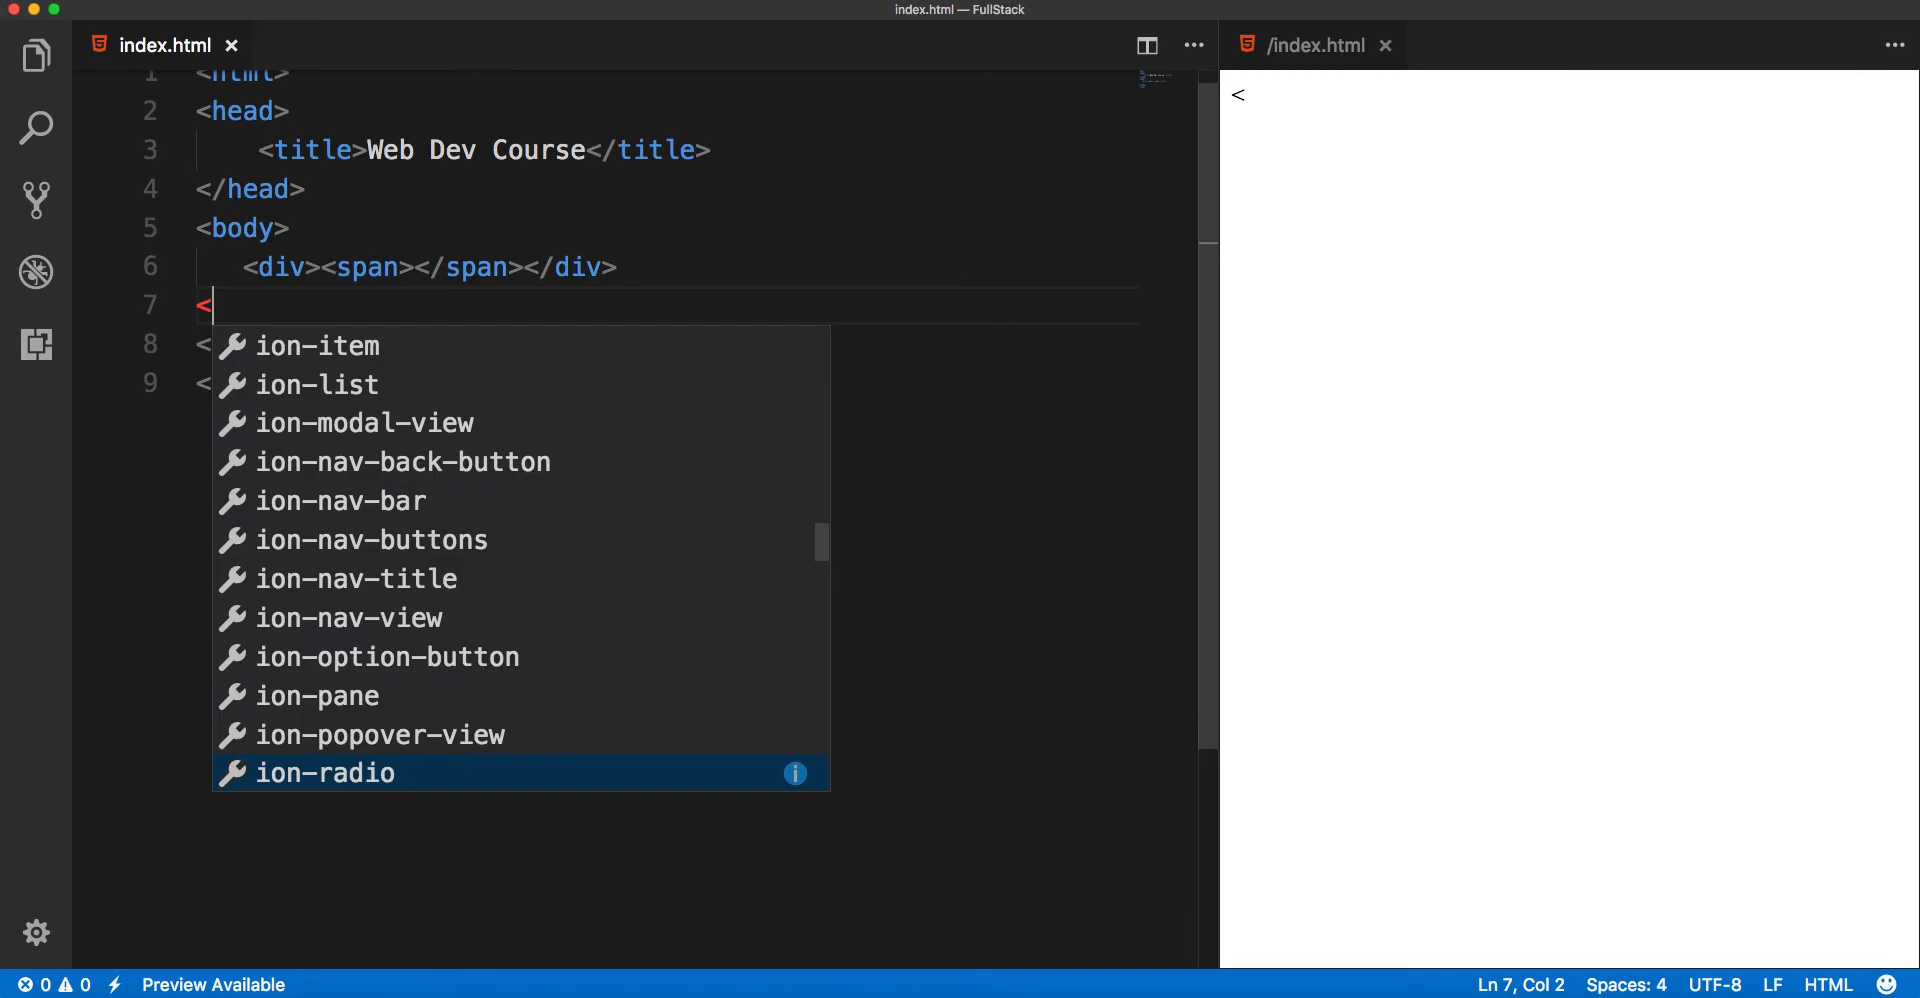 index.html — FullStack
index.html
/index.html
1 <html>
2 <head>
3 <title>Web Dev Course</title>
4 </head>
5 <body>
6 <div><span></span></div>
7 <
8 <
9 <
ion-item
ion-list
ion-modal-view
ion-nav-back-button
ion-nav-bar
ion-nav-buttons
ion-nav-title
ion-nav-view
ion-option-button
ion-pane
ion-popover-view
ion-radio
<
0 0 Preview Available
Ln 7, Col 2 Spaces: 4 UTF-8 LF HTML